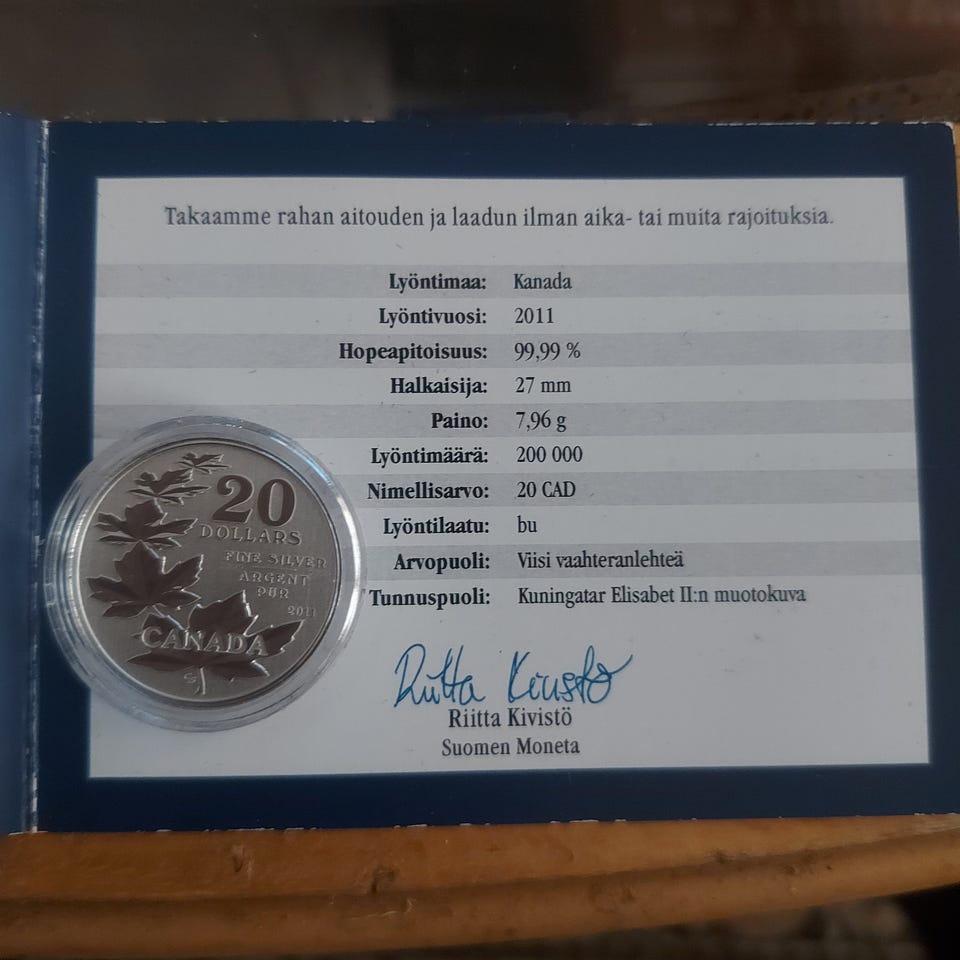 Takaamme rahan aitouden ja laadun ilman aika- tai muita rajoituksia.
Lyöntimaa: Kanada
Lyöntivuosi: 2011
Hopeapitoisuus: 99,99 %
Halkaisija: 27 mm
Paino: 7,96 g
Lyöntimäärä: 200 000
Nimellisarvo: 20 CAD
Lyöntilaatu: bu
Arvopuoli: Viisi vaahteranlehteä
Tunnuspuoli: Kuningatar Elisabet II:n muotokuva
Riitta Kivistö
Riitta Kivistö
Suomen Moneta
20
DOLLARS
FINE SILVER
ARGENT
PUR
2011
CANADA